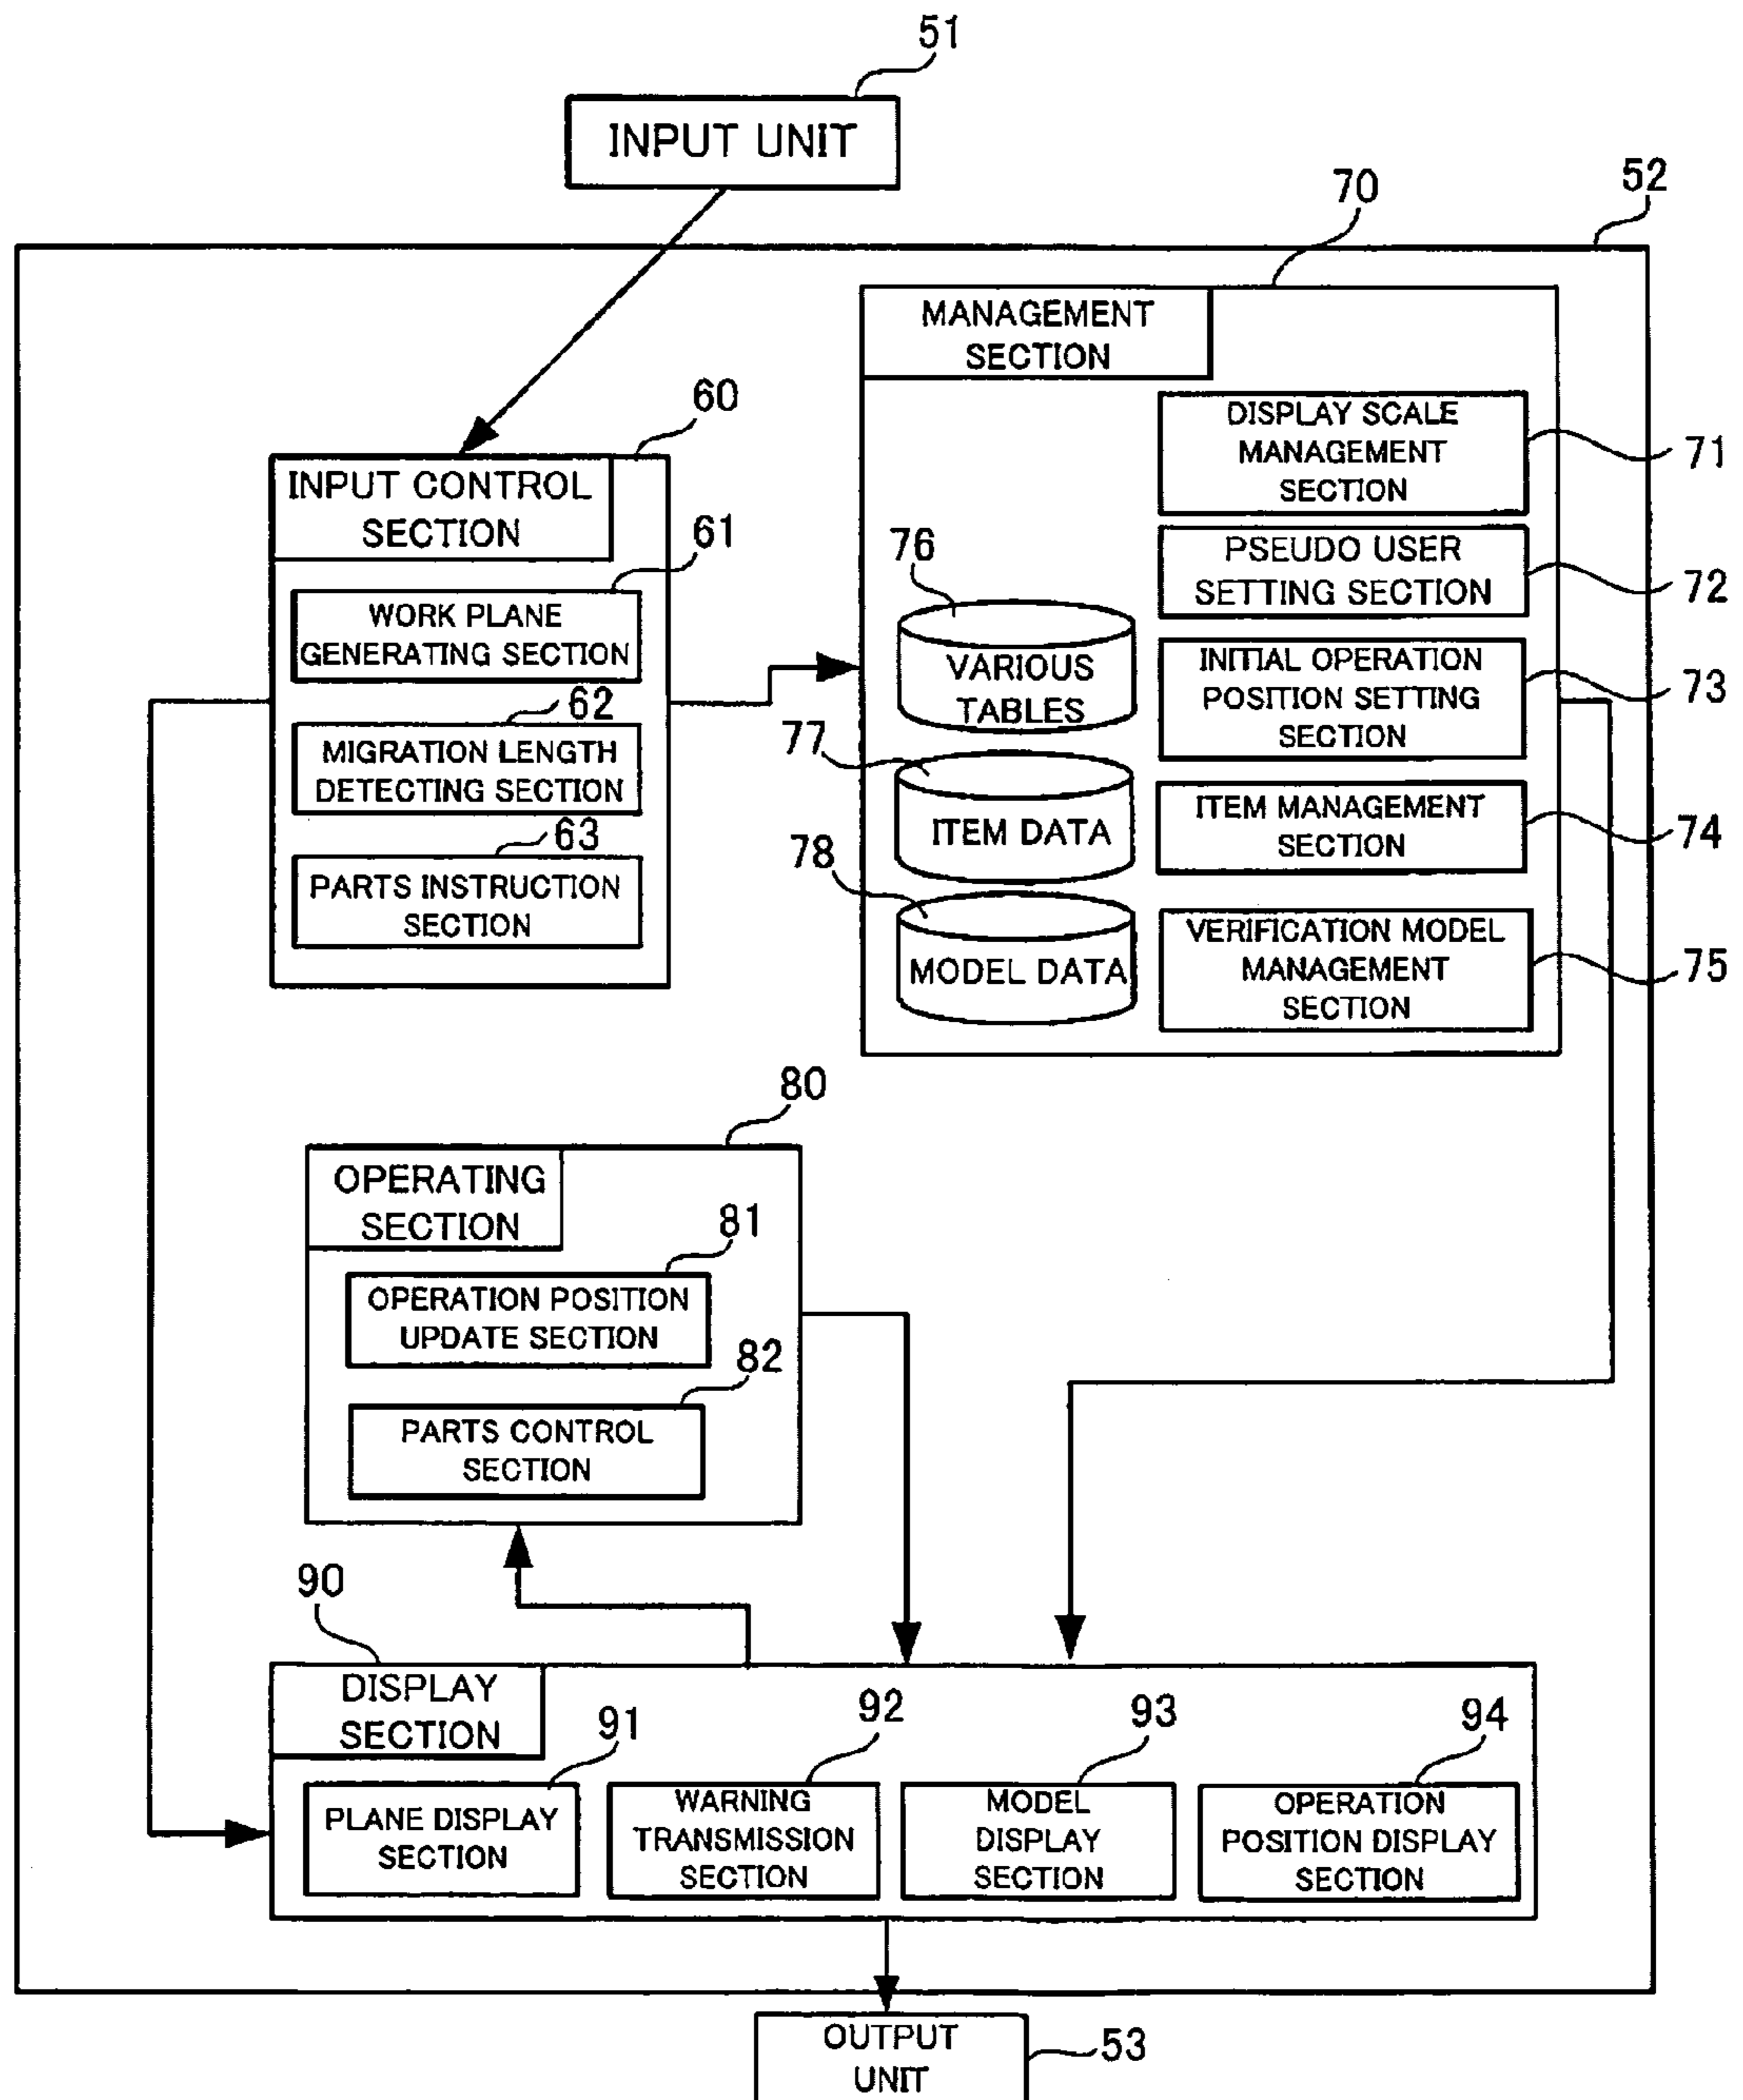 51
INPUT UNIT
52
70
MANAGEMENT
SECTION
60
INPUT CONTROL
SECTION
61
WORK PLANE
GENERATING SECTION
62
MIGRATION LENGTH
DETECTING SECTION
63
PARTS INSTRUCTION
SECTION
DISPLAY SCALE
MANAGEMENT
SECTION
71
PSEUDO USER
SETTING SECTION
72
76
VARIOUS
TABLES
INITIAL OPERATION
POSITION SETTING
SECTION
73
77
ITEM DATA
ITEM MANAGEMENT
SECTION
74
78
MODEL DATA
VERIFICATION MODEL
MANAGEMENT
SECTION
75
80
OPERATING
SECTION
81
OPERATION POSITION
UPDATE SECTION
82
PARTS CONTROL
SECTION
90
DISPLAY
SECTION
91
PLANE DISPLAY
SECTION
92
WARNING
TRANSMISSION
SECTION
93
MODEL
DISPLAY
SECTION
94
OPERATION
POSITION DISPLAY
SECTION
OUTPUT
UNIT
53